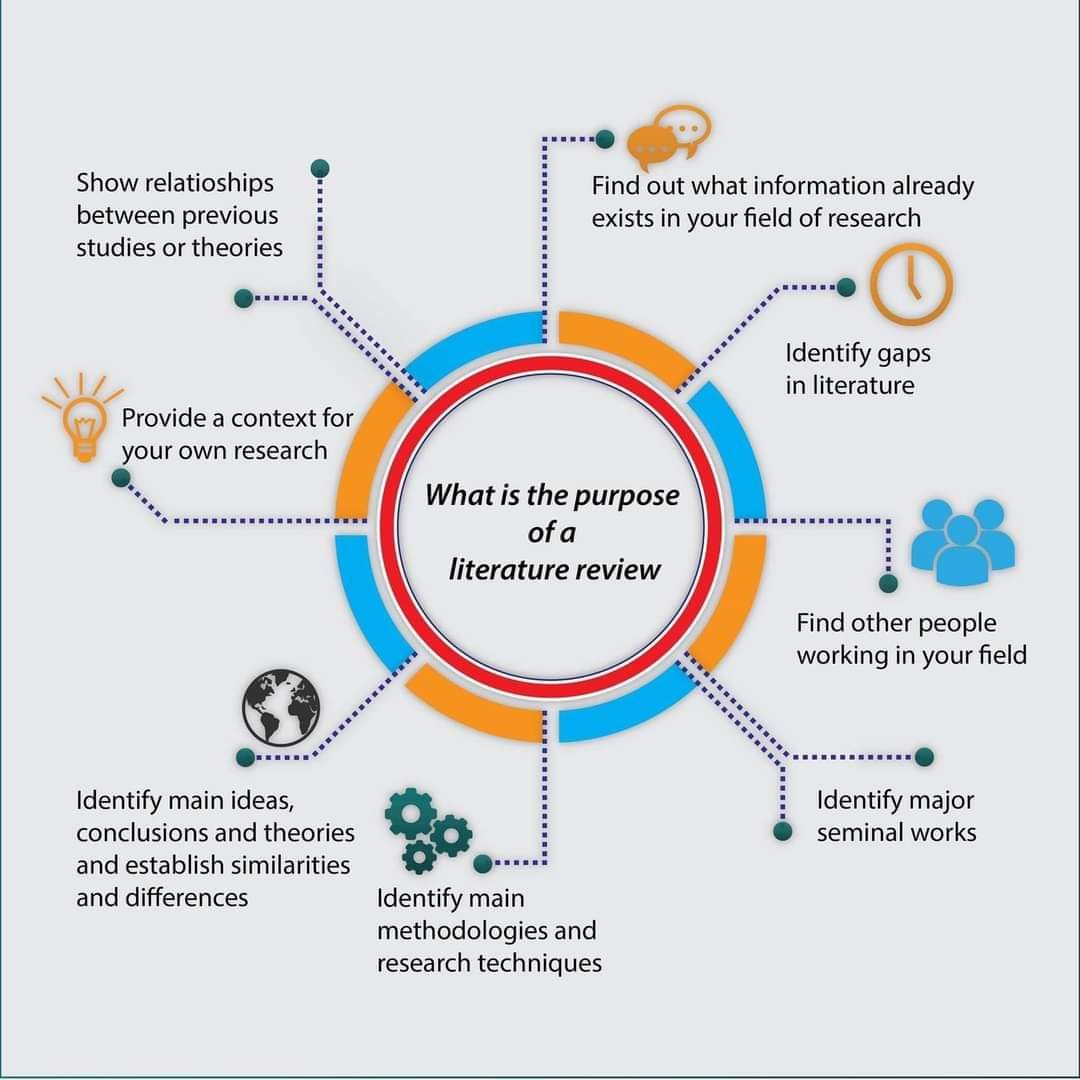 What is the purpose
of a
literature review
Find out what information already
exists in your field of research
Identify gaps
in literature
Find other people
working in your field
Identify major
seminal works
Identify main
methodologies and
research techniques
Identify main ideas,
conclusions and theories
and establish similarities
and differences
Provide a context for
your own research
Show relatioships
between previous
studies or theories